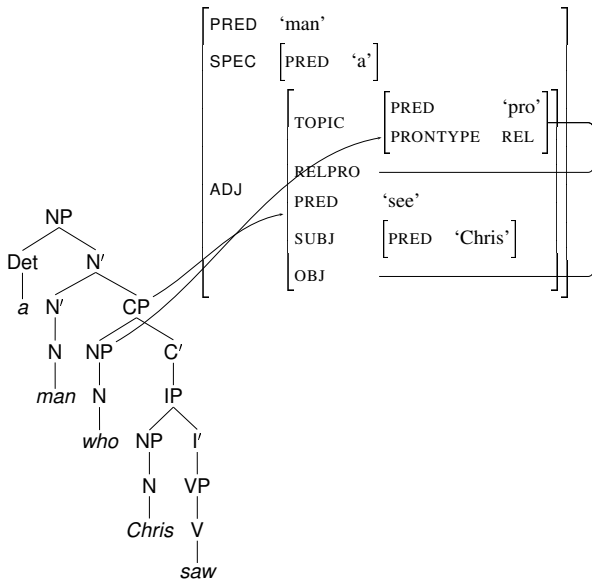 PRED ‘man’
SPEC PRED ‘a’
ADJ
TOPIC PRED ‘pro’
PRONTYPE REL
RELPRO
PRED ‘see’
SUBJ PRED ‘Chris’
OBJ
NP
Det N′
a N′ CP
N NP C′
man N IP
who NP I′
N VP
Chris V
saw